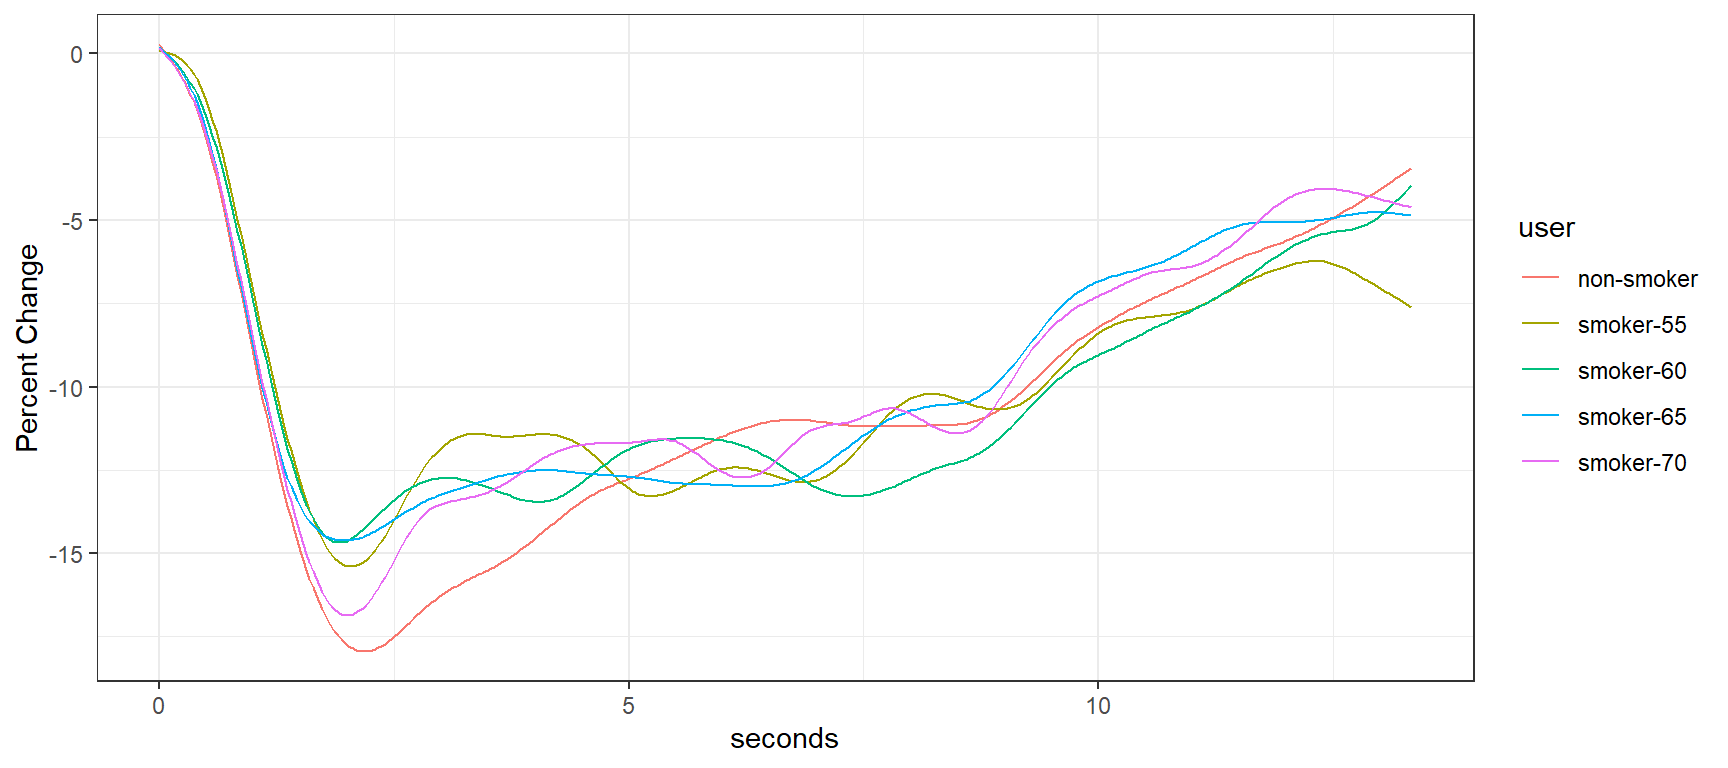 0
-5
-10
-15
Percent Change
0
5
10
seconds
user
non-smoker
smoker-55
smoker-60
smoker-65
smoker-70